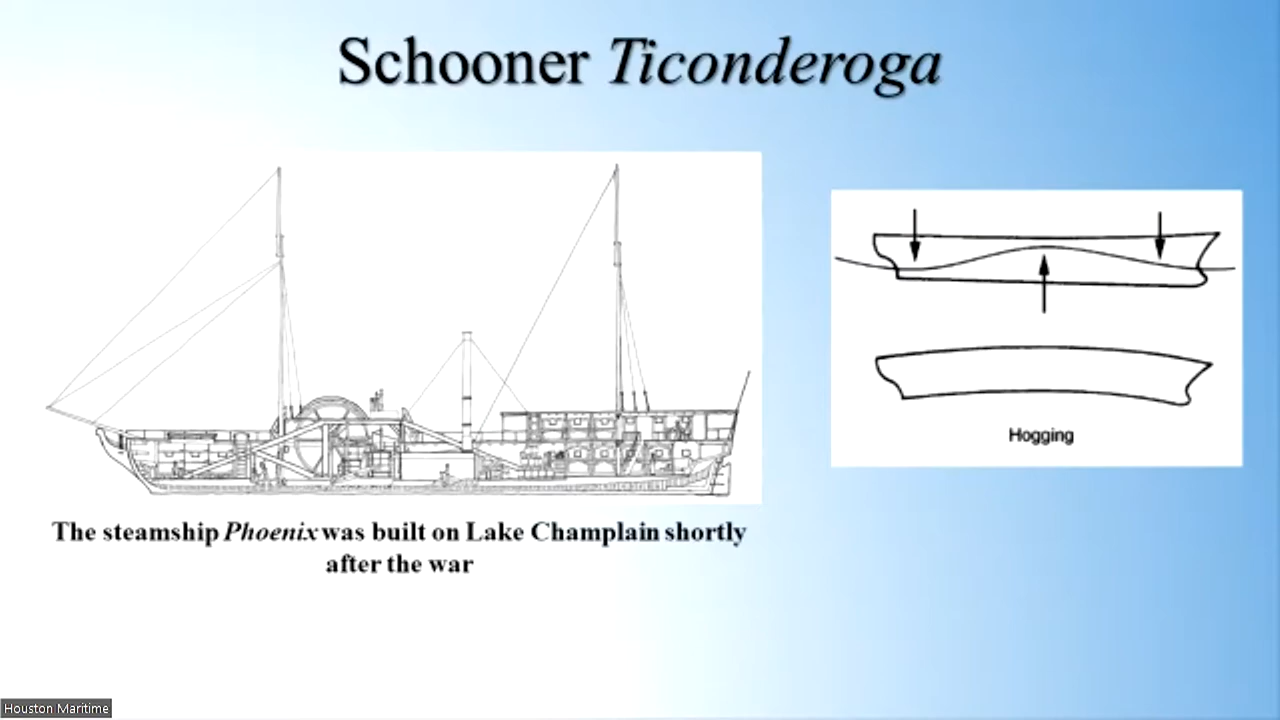 Schooner Ticonderoga
The steamship Phoenix was built on Lake Champlain shortly
after the war
Hogging
Houston Maritime